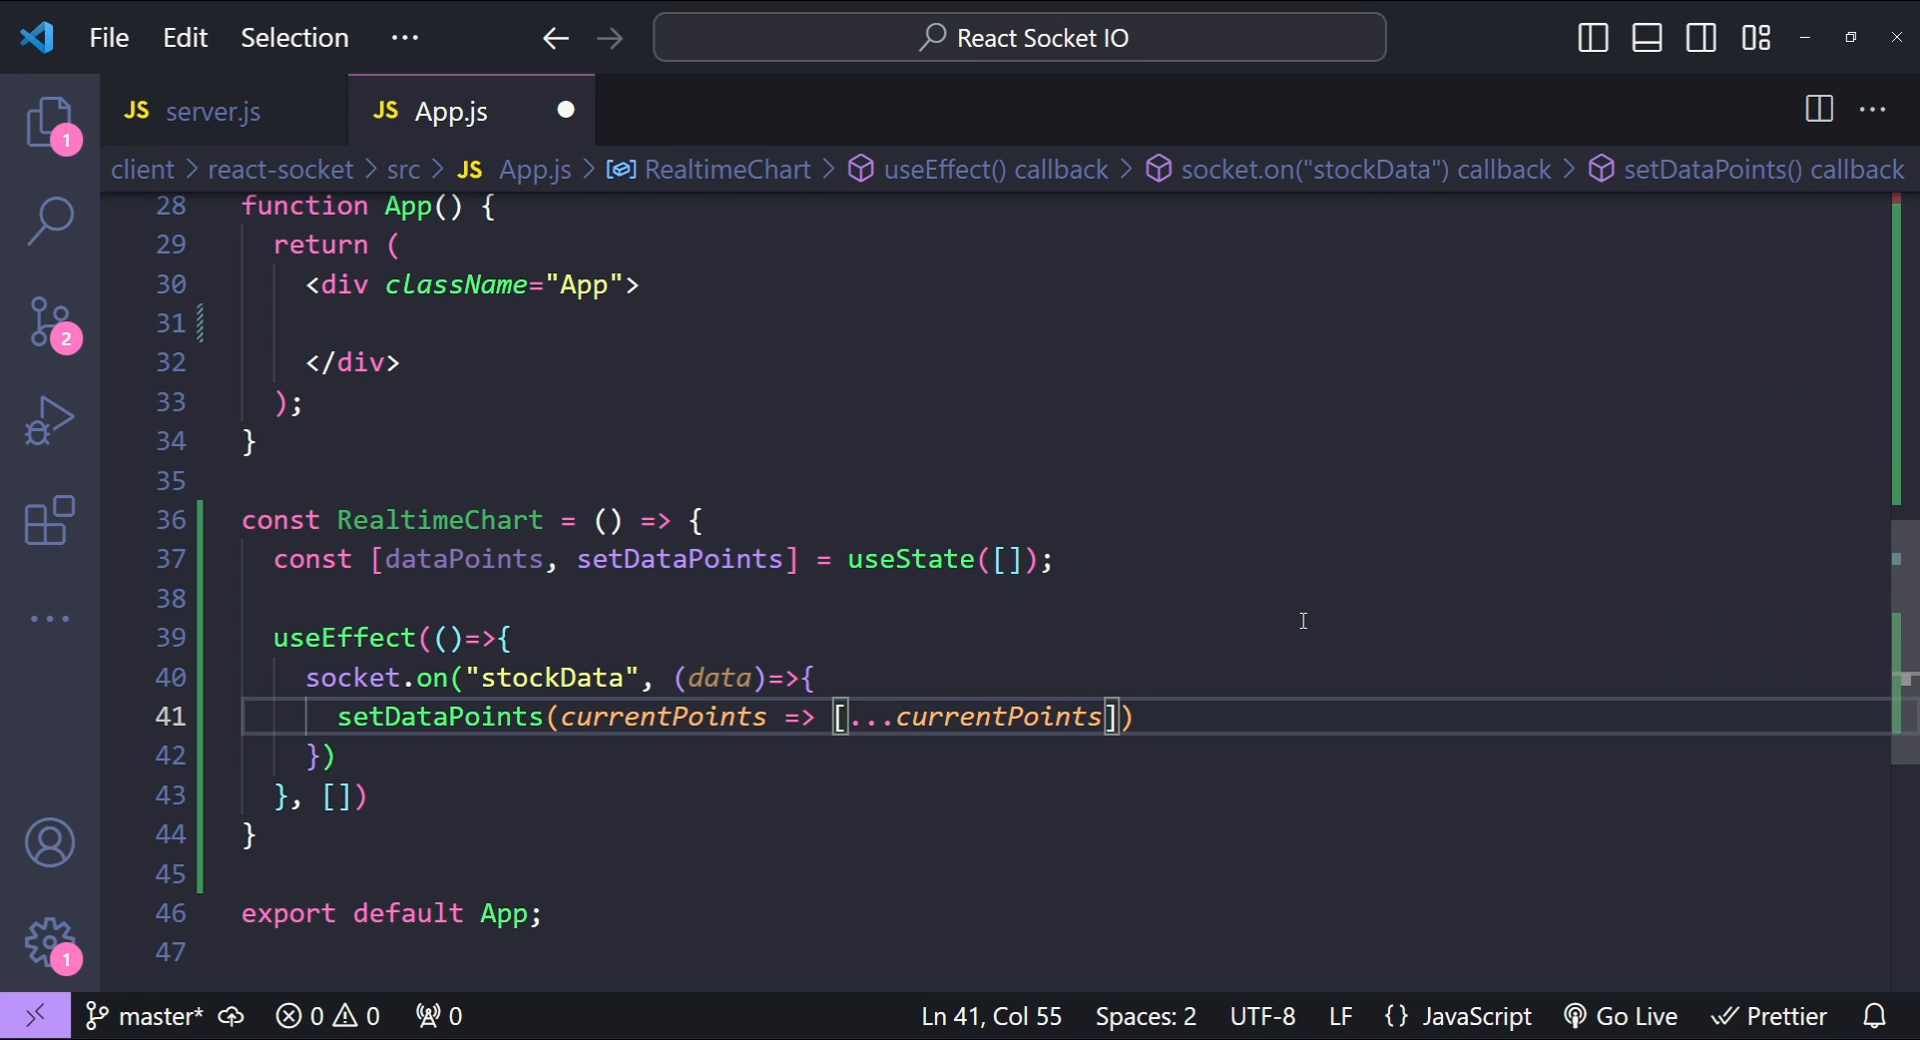 File Edit Selection ··· React Socket IO
JS server.js JS App.js ···
client > react-socket > src > JS App.js > RealtimeChart > useEffect() callback > socket.on("stockData") callback > setDataPoints() callback
28 function App() {
29 return (
30 <div className="App">
31
32 </div>
33 );
34 }
35
36 const RealtimeChart = () => {
37 const [dataPoints, setDataPoints] = useState([]);
38
39 useEffect(()=>{
40 socket.on("stockData", (data)=>{
41 setDataPoints(currentPoints => [...currentPoints])
42 })
43 }, [])
44 }
45
46 export default App;
47
1
2
···
1
master* 0 0 0 Ln 41, Col 55 Spaces: 2 UTF-8 LF {} JavaScript Go Live Prettier